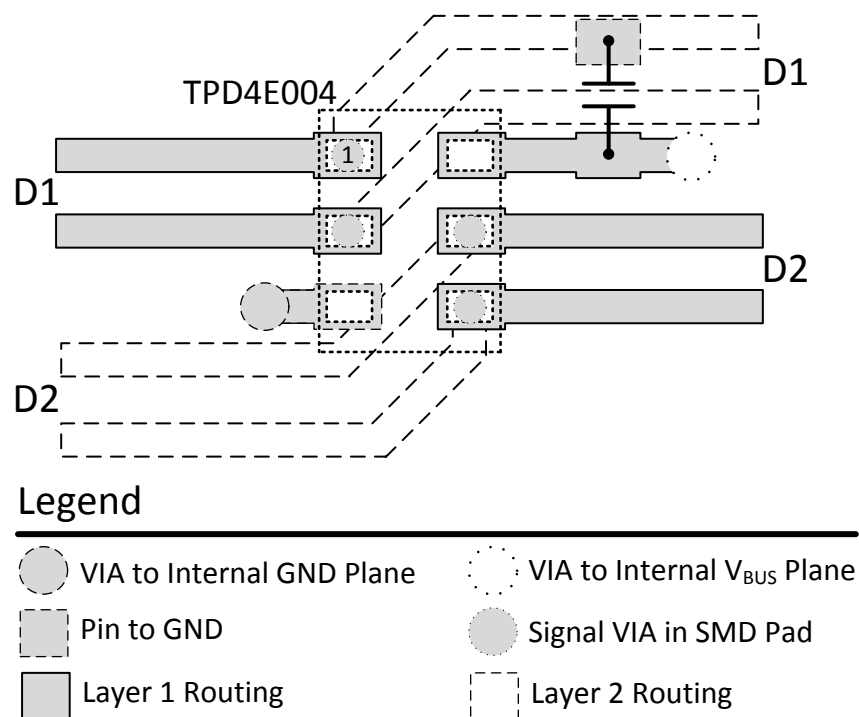 D1
TPD4E004
1
D1
D2
D2
Legend
VIA to Internal GND Plane
VIA to Internal VBUS Plane
Pin to GND
Signal VIA in SMD Pad
Layer 1 Routing
Layer 2 Routing